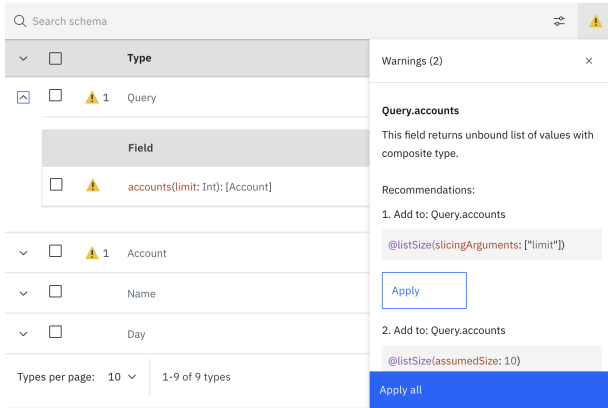 Search schema
Type
1 Query
Field
accounts(limit: Int): [Account]
1 Account
Name
Day
Types per page: 10
1-9 of 9 types
Warnings (2)
Query.accounts
This field returns unbound list of values with
composite type.
Recommendations:
1. Add to: Query.accounts
@listSize(slicingArguments: ["limit"])
Apply
2. Add to: Query.accounts
@listSize(assumedSize: 10)
Apply all